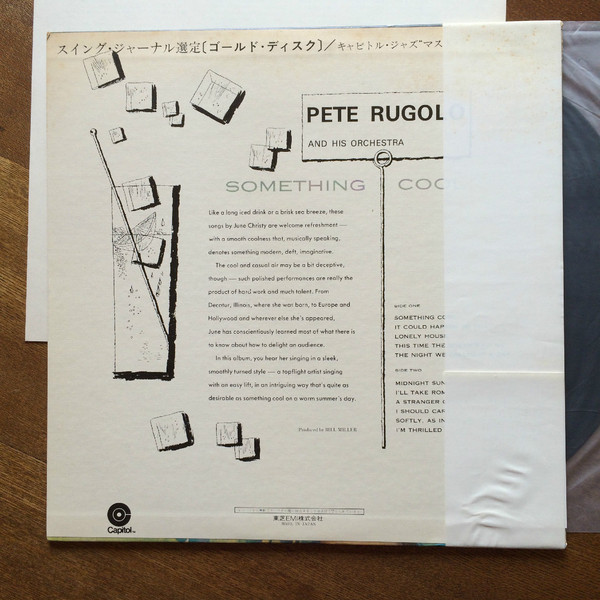 スイング・ジャーナル選定〔ゴールド・ディスク〕／キャピトル・ジャズ"マス
PETE RUGOLO
AND HIS ORCHESTRA
SOMETHING COO
Like a long iced drink or a brisk sea breeze, these
songs by June Christy are welcome refreshment —
with a smooth coolness that, musically speaking,
denotes something modern, deft, imaginative.
The cool and casual air may be a bit deceptive,
though — such polished performances are really the
product of hard work and much talent. From
Decatur, Illinois, where she was born, to Europe and
Hollywood and wherever else she's appeared,
June has conscientiously learned most of what there is
to know about how to delight an audience.
In this album, you hear her singing in a sleek,
smoothly turned style — a topflight artist singing
with an easy lift, in an intriguing way that's quite as
desirable as something cool on a warm summer's day.
Produced by BILL MILLER
SIDE ONE
SOMETHING CO
IT COULD HAP
LONELY HOUS
THIS TIME THE
THE NIGHT WE
SIDE TWO
MIDNIGHT SUN
I'LL TAKE ROM
A STRANGER
I SHOULD CAR
SOFTLY, AS IN
I'M THRILLED
Capitol
東芝EMI株式会社
MADE IN JAPAN